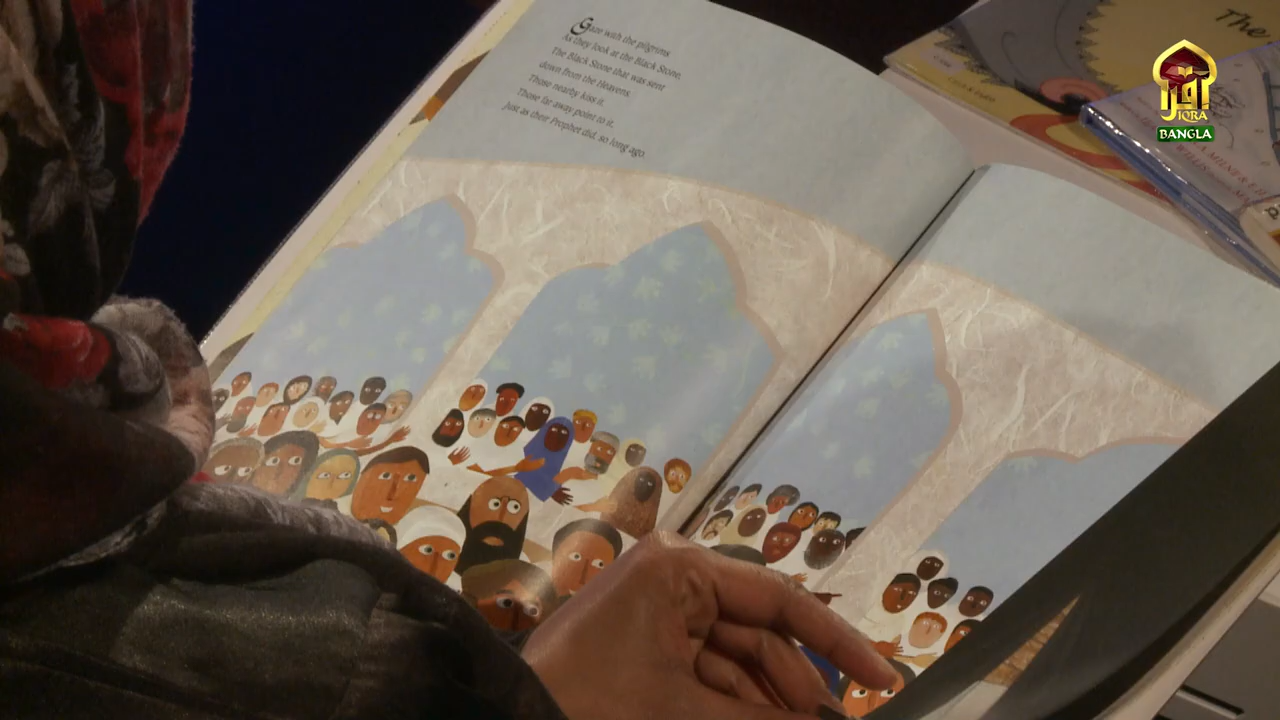 Gaze with the pilgrims
As they look at the Black Stone,
The Black Stone that was sent
down from the Heavens.
Those nearby kiss it.
Those far away point to it,
Just as their Prophet did, so long ago.
The
اقرأ
IQRA
BANGLA